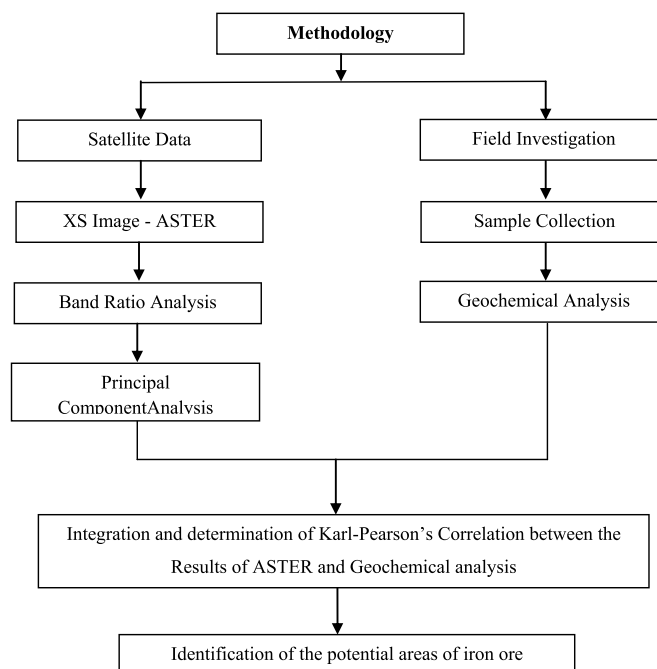 Methodology
Satellite Data
Field Investigation
XS Image - ASTER
Sample Collection
Band Ratio Analysis
Geochemical Analysis
Principal
ComponentAnalysis
Integration and determination of Karl-Pearson’s Correlation between the
Results of ASTER and Geochemical analysis
Identification of the potential areas of iron ore